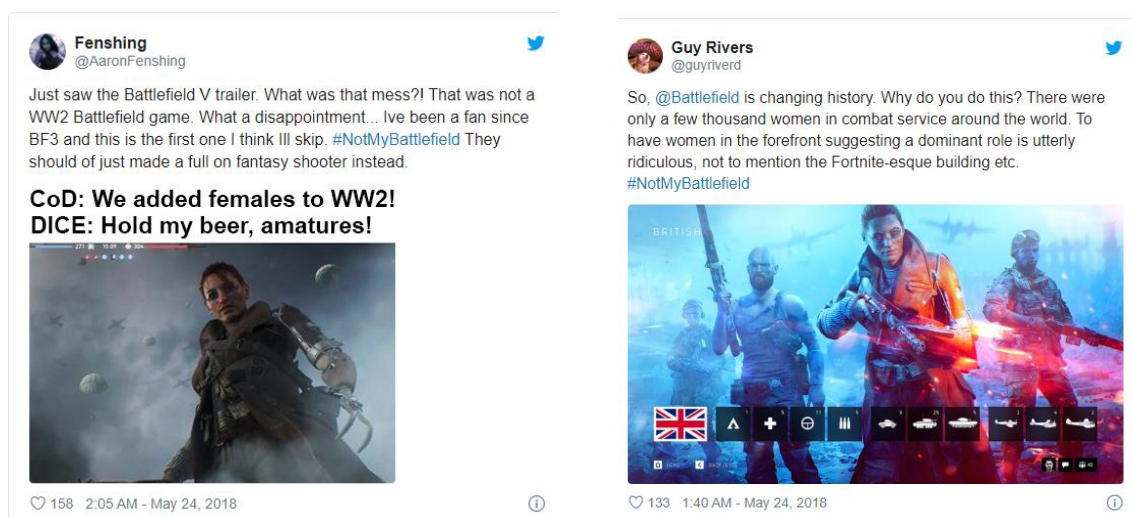 Fenshing
@AaronFenshing
Just saw the Battlefield V trailer. What was that mess?! That was not a
WW2 Battlefield game. What a disappointment... Ive been a fan since
BF3 and this is the first one I think Ill skip. #NotMyBattlefield They
should of just made a full on fantasy shooter instead.
CoD: We added females to WW2!
DICE: Hold my beer, amatures!
271 10:09 304
158 2:05 AM - May 24, 2018
Guy Rivers
@guyriverd
So, @Battlefield is changing history. Why do you do this? There were
only a few thousand women in combat service around the world. To
have women in the forefront suggesting a dominant role is utterly
ridiculous, not to mention the Fortnite-esque building etc.
#NotMyBattlefield
BRITISH
133 1:40 AM - May 24, 2018